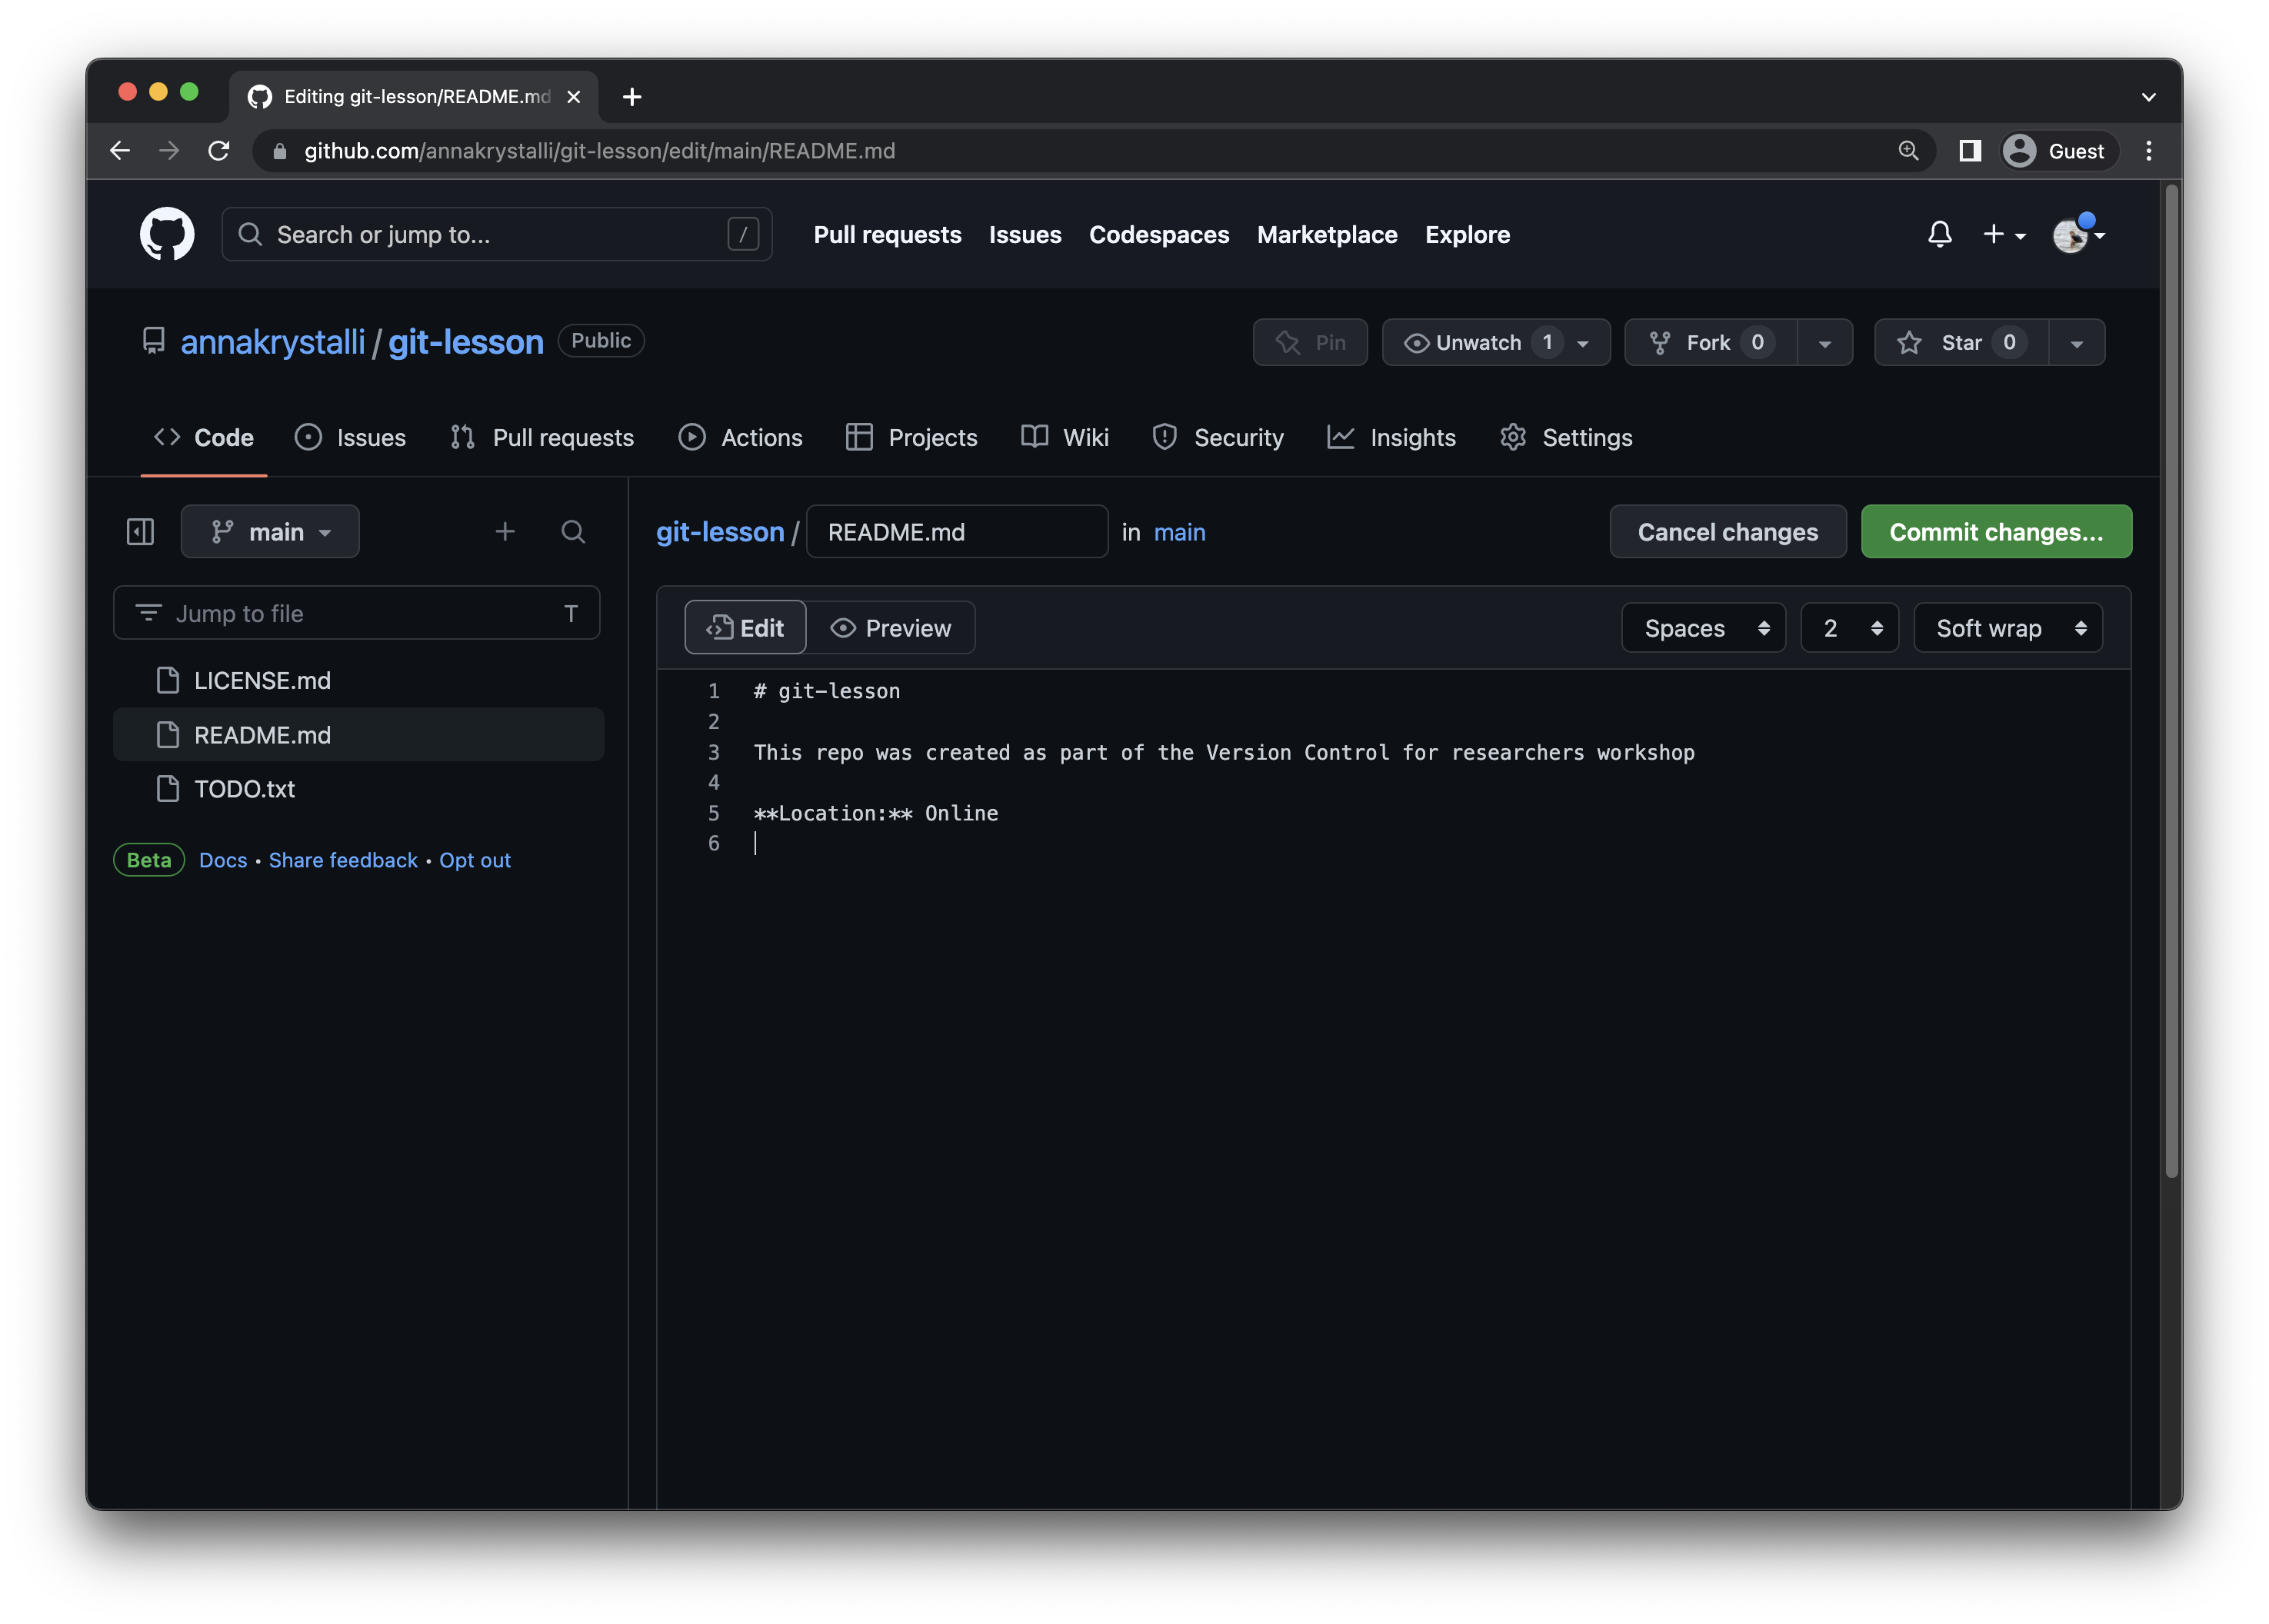 Editing git-lesson/README.md
github.com/annakrystalli/git-lesson/edit/main/README.md
Guest
Search or jump to... /
Pull requests Issues Codespaces Marketplace Explore
annakrystalli / git-lesson Public
Pin Unwatch 1 Fork 0 Star 0
Code Issues Pull requests Actions Projects Wiki Security Insights Settings
main
git-lesson / README.md in main Cancel changes Commit changes...
Jump to file T
Edit Preview Spaces 2 Soft wrap
LICENSE.md
README.md
TODO.txt
Beta Docs • Share feedback • Opt out
1 # git-lesson
2
3 This repo was created as part of the Version Control for researchers workshop
4
5 **Location:** Online
6